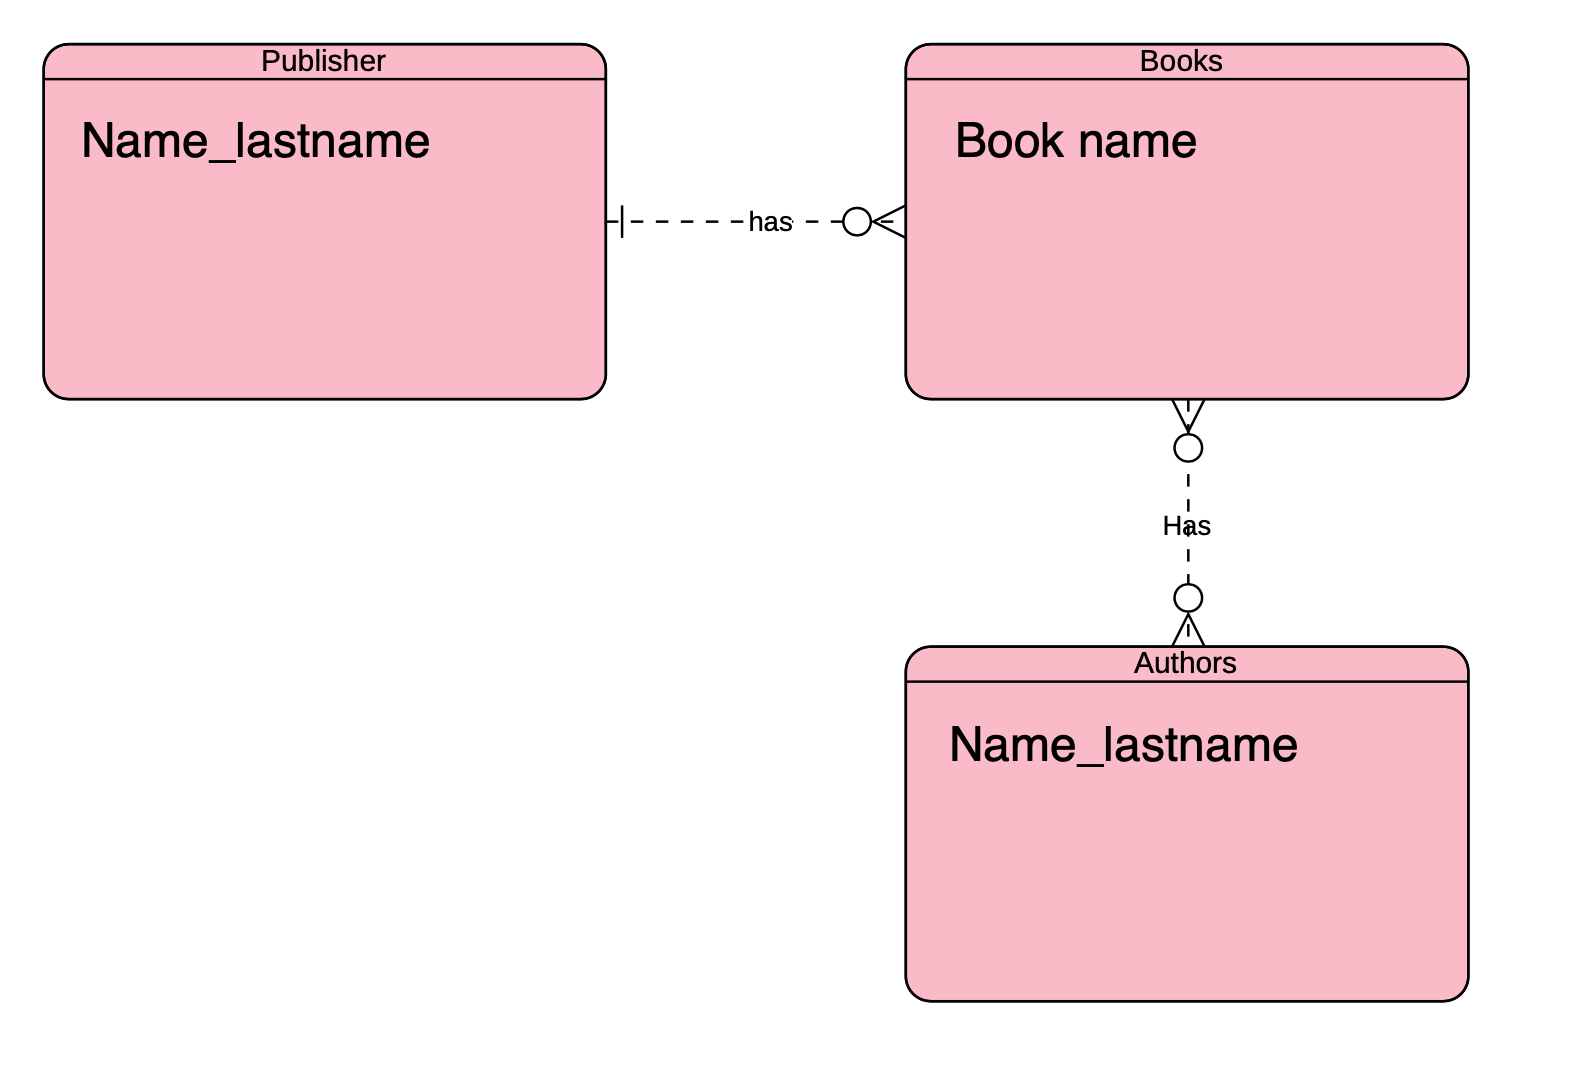 Publisher
Name_lastname
has
Books
Book name
Has
Authors
Name_lastname